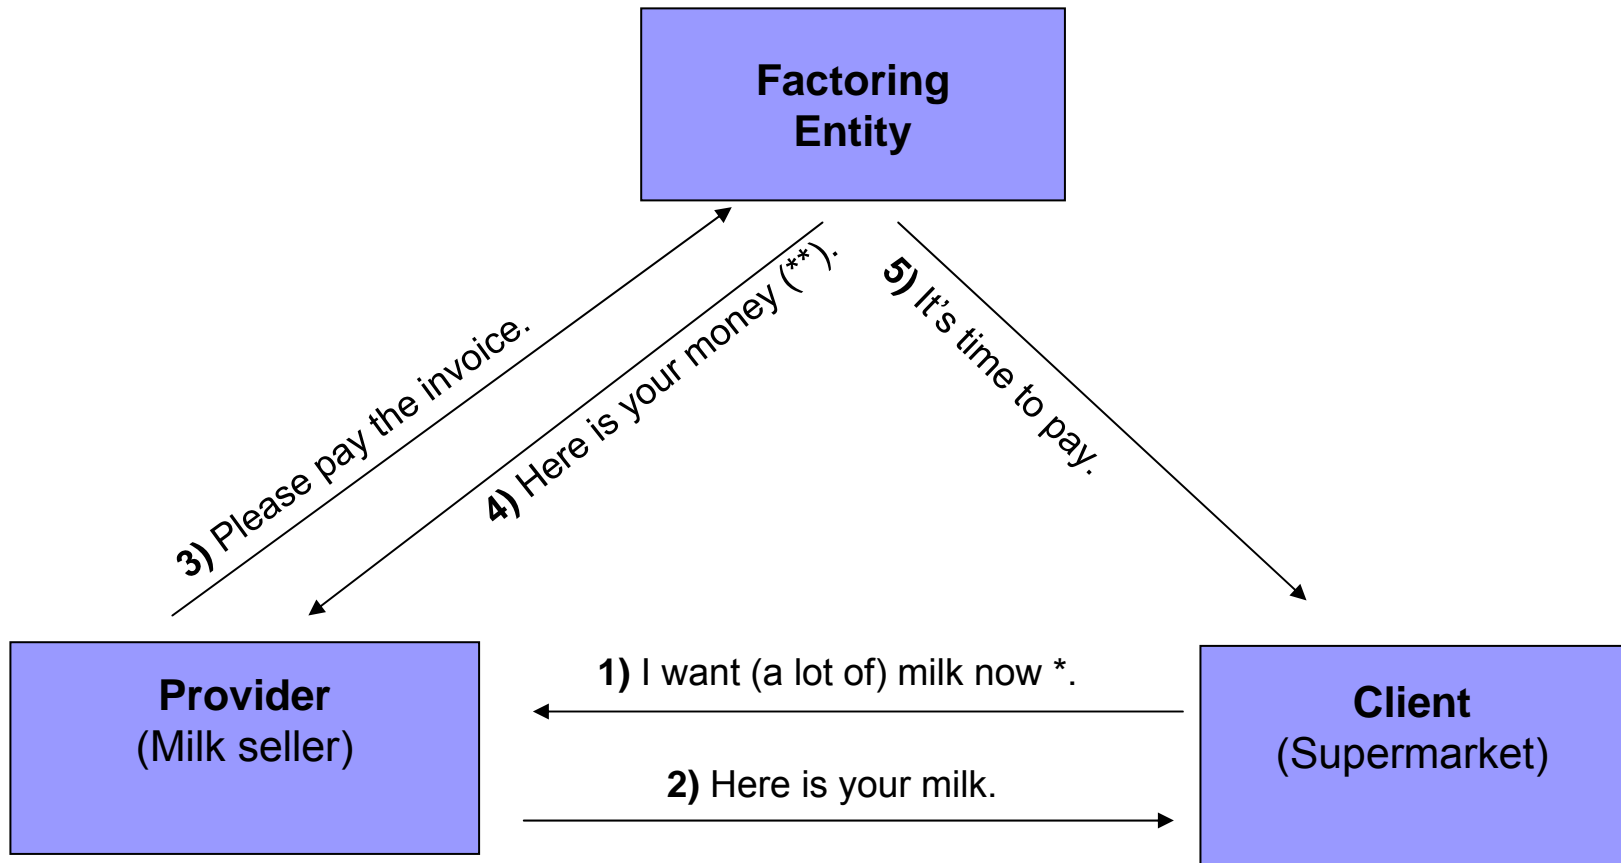 Factoring
Entity
3) Please pay the invoice.
4) Here is your money (**).
5) It’s time to pay.
Provider
(Milk seller)
1) I want (a lot of) milk now *.
2) Here is your milk.
Client
(Supermarket)